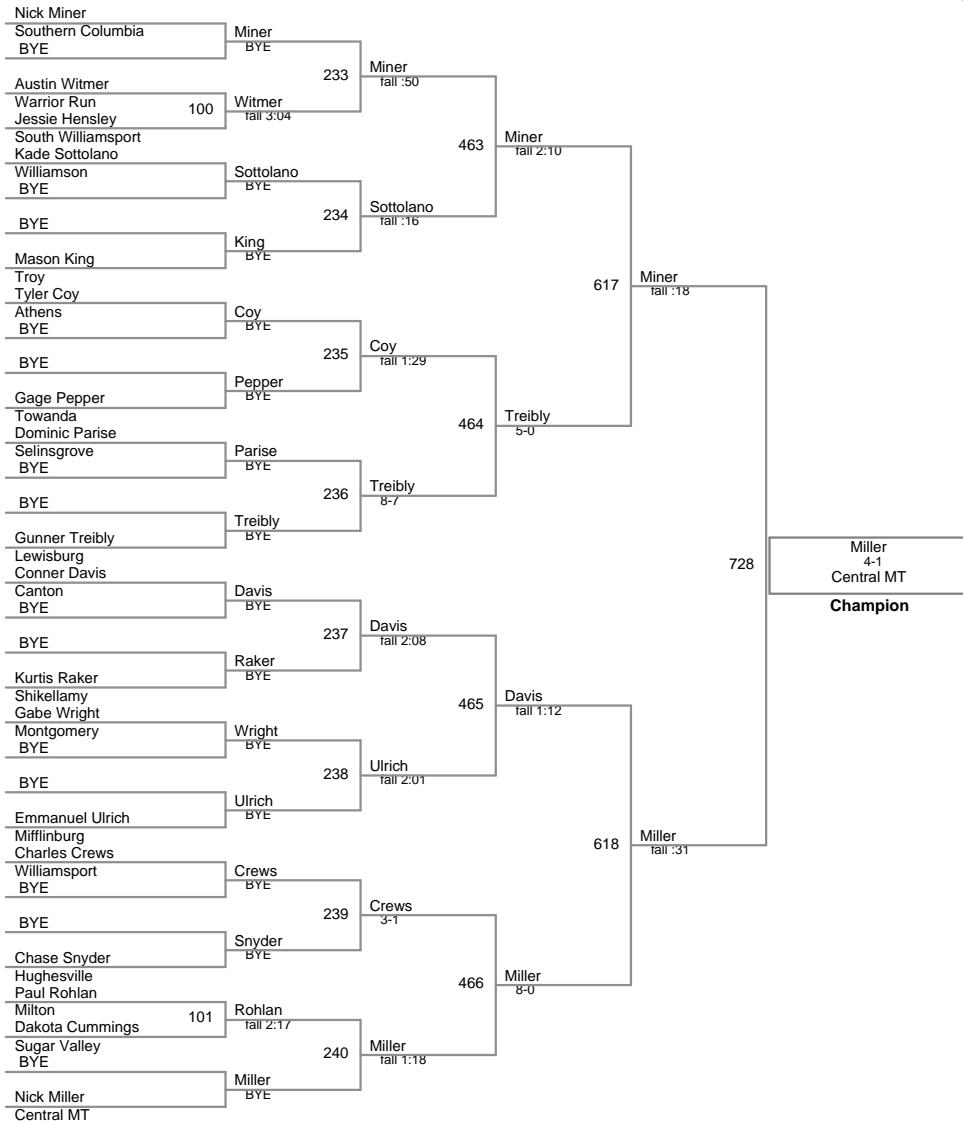 Nick Miner
Southern Columbia
BYE
Austin Witmer
Warrior Run
Jessie Hensley
South Williamsport
Kade Sottolano
Williamson
BYE
BYE
Mason King
Troy
Tyler Coy
Athens
BYE
BYE
Gage Pepper
Towanda
Dominic Parise
Selinsgrove
BYE
BYE
Gunner Treibly
Lewisburg
Conner Davis
Canton
BYE
BYE
Kurtis Raker
Shikellamy
Gabe Wright
Montgomery
BYE
BYE
Emmanuel Ulrich
Mifflinburg
Charles Crews
Williamsport
BYE
BYE
Chase Snyder
Hughesville
Paul Rohlan
Milton
Dakota Cummings
Sugar Valley
BYE
Nick Miller
Central MT
100
101
Miner
BYE
Witmer
fall 3:04
Sottolano
BYE
King
BYE
Coy
BYE
Pepper
BYE
Parise
BYE
Treibly
BYE
Davis
BYE
Raker
BYE
Wright
BYE
Ulrich
BYE
Crews
BYE
Snyder
BYE
Rohlan
fall 2:17
Miller
BYE
233
234
235
236
237
238
239
240
Miner
fall :50
Sottolano
fall :16
Coy
fall 1:29
Treibly
8-7
Davis
fall 2:08
Ulrich
fall 2:01
Crews
3-1
Miller
fall 1:18
463
464
465
466
Miner
fall 2:10
Treibly
5-0
Davis
fall 1:12
Miller
8-0
617
618
Miner
fall :18
Miller
fall :31
728
Miller
4-1
Central MT
Champion